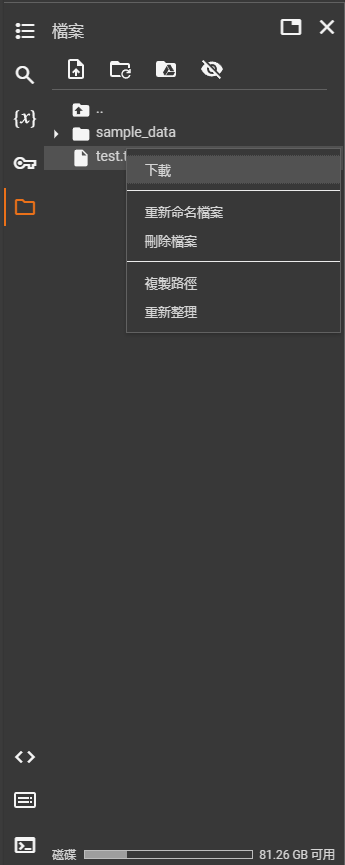 檔案
{x}
..
sample_data
test.t
下載
重新命名檔案
刪除檔案
複製路徑
重新整理
磁碟
81.26 GB 可用